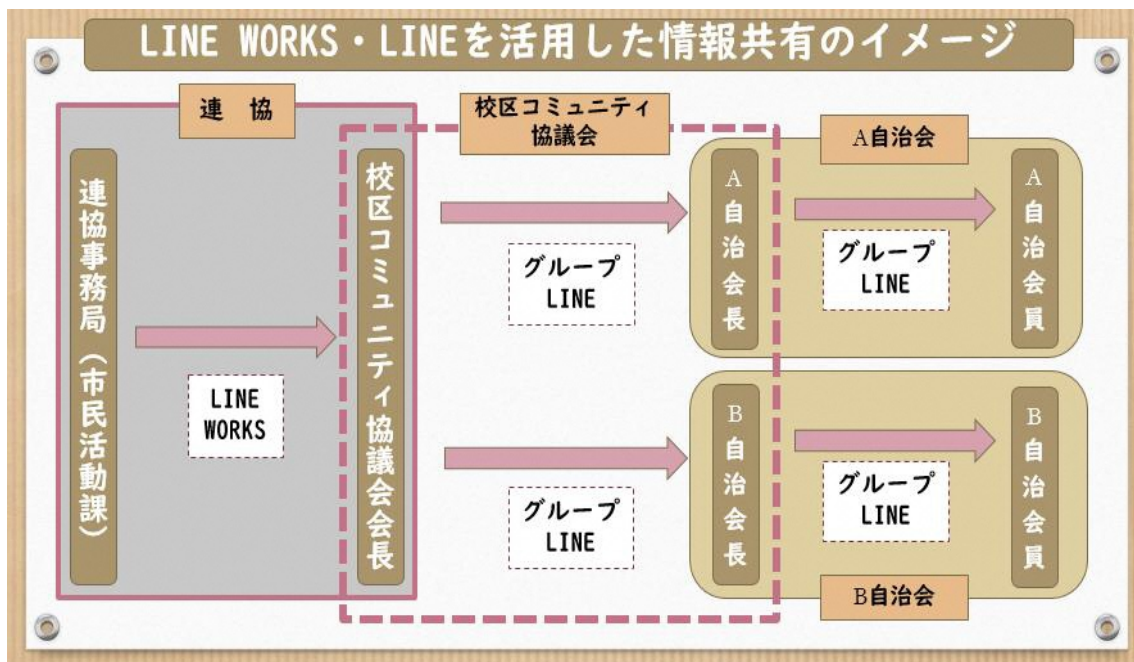 LINE WORKS・LINEを活用した情報共有のイメージ
連　協
校区コミュニティ
協議会
A自治会
連協事務局（市民活動課）
LINE
WORKS
校区コミュニティ協議会会長
グループ
LINE
A自治会長
グループ
LINE
A自治会員
グループ
LINE
B自治会長
グループ
LINE
B自治会員
B自治会